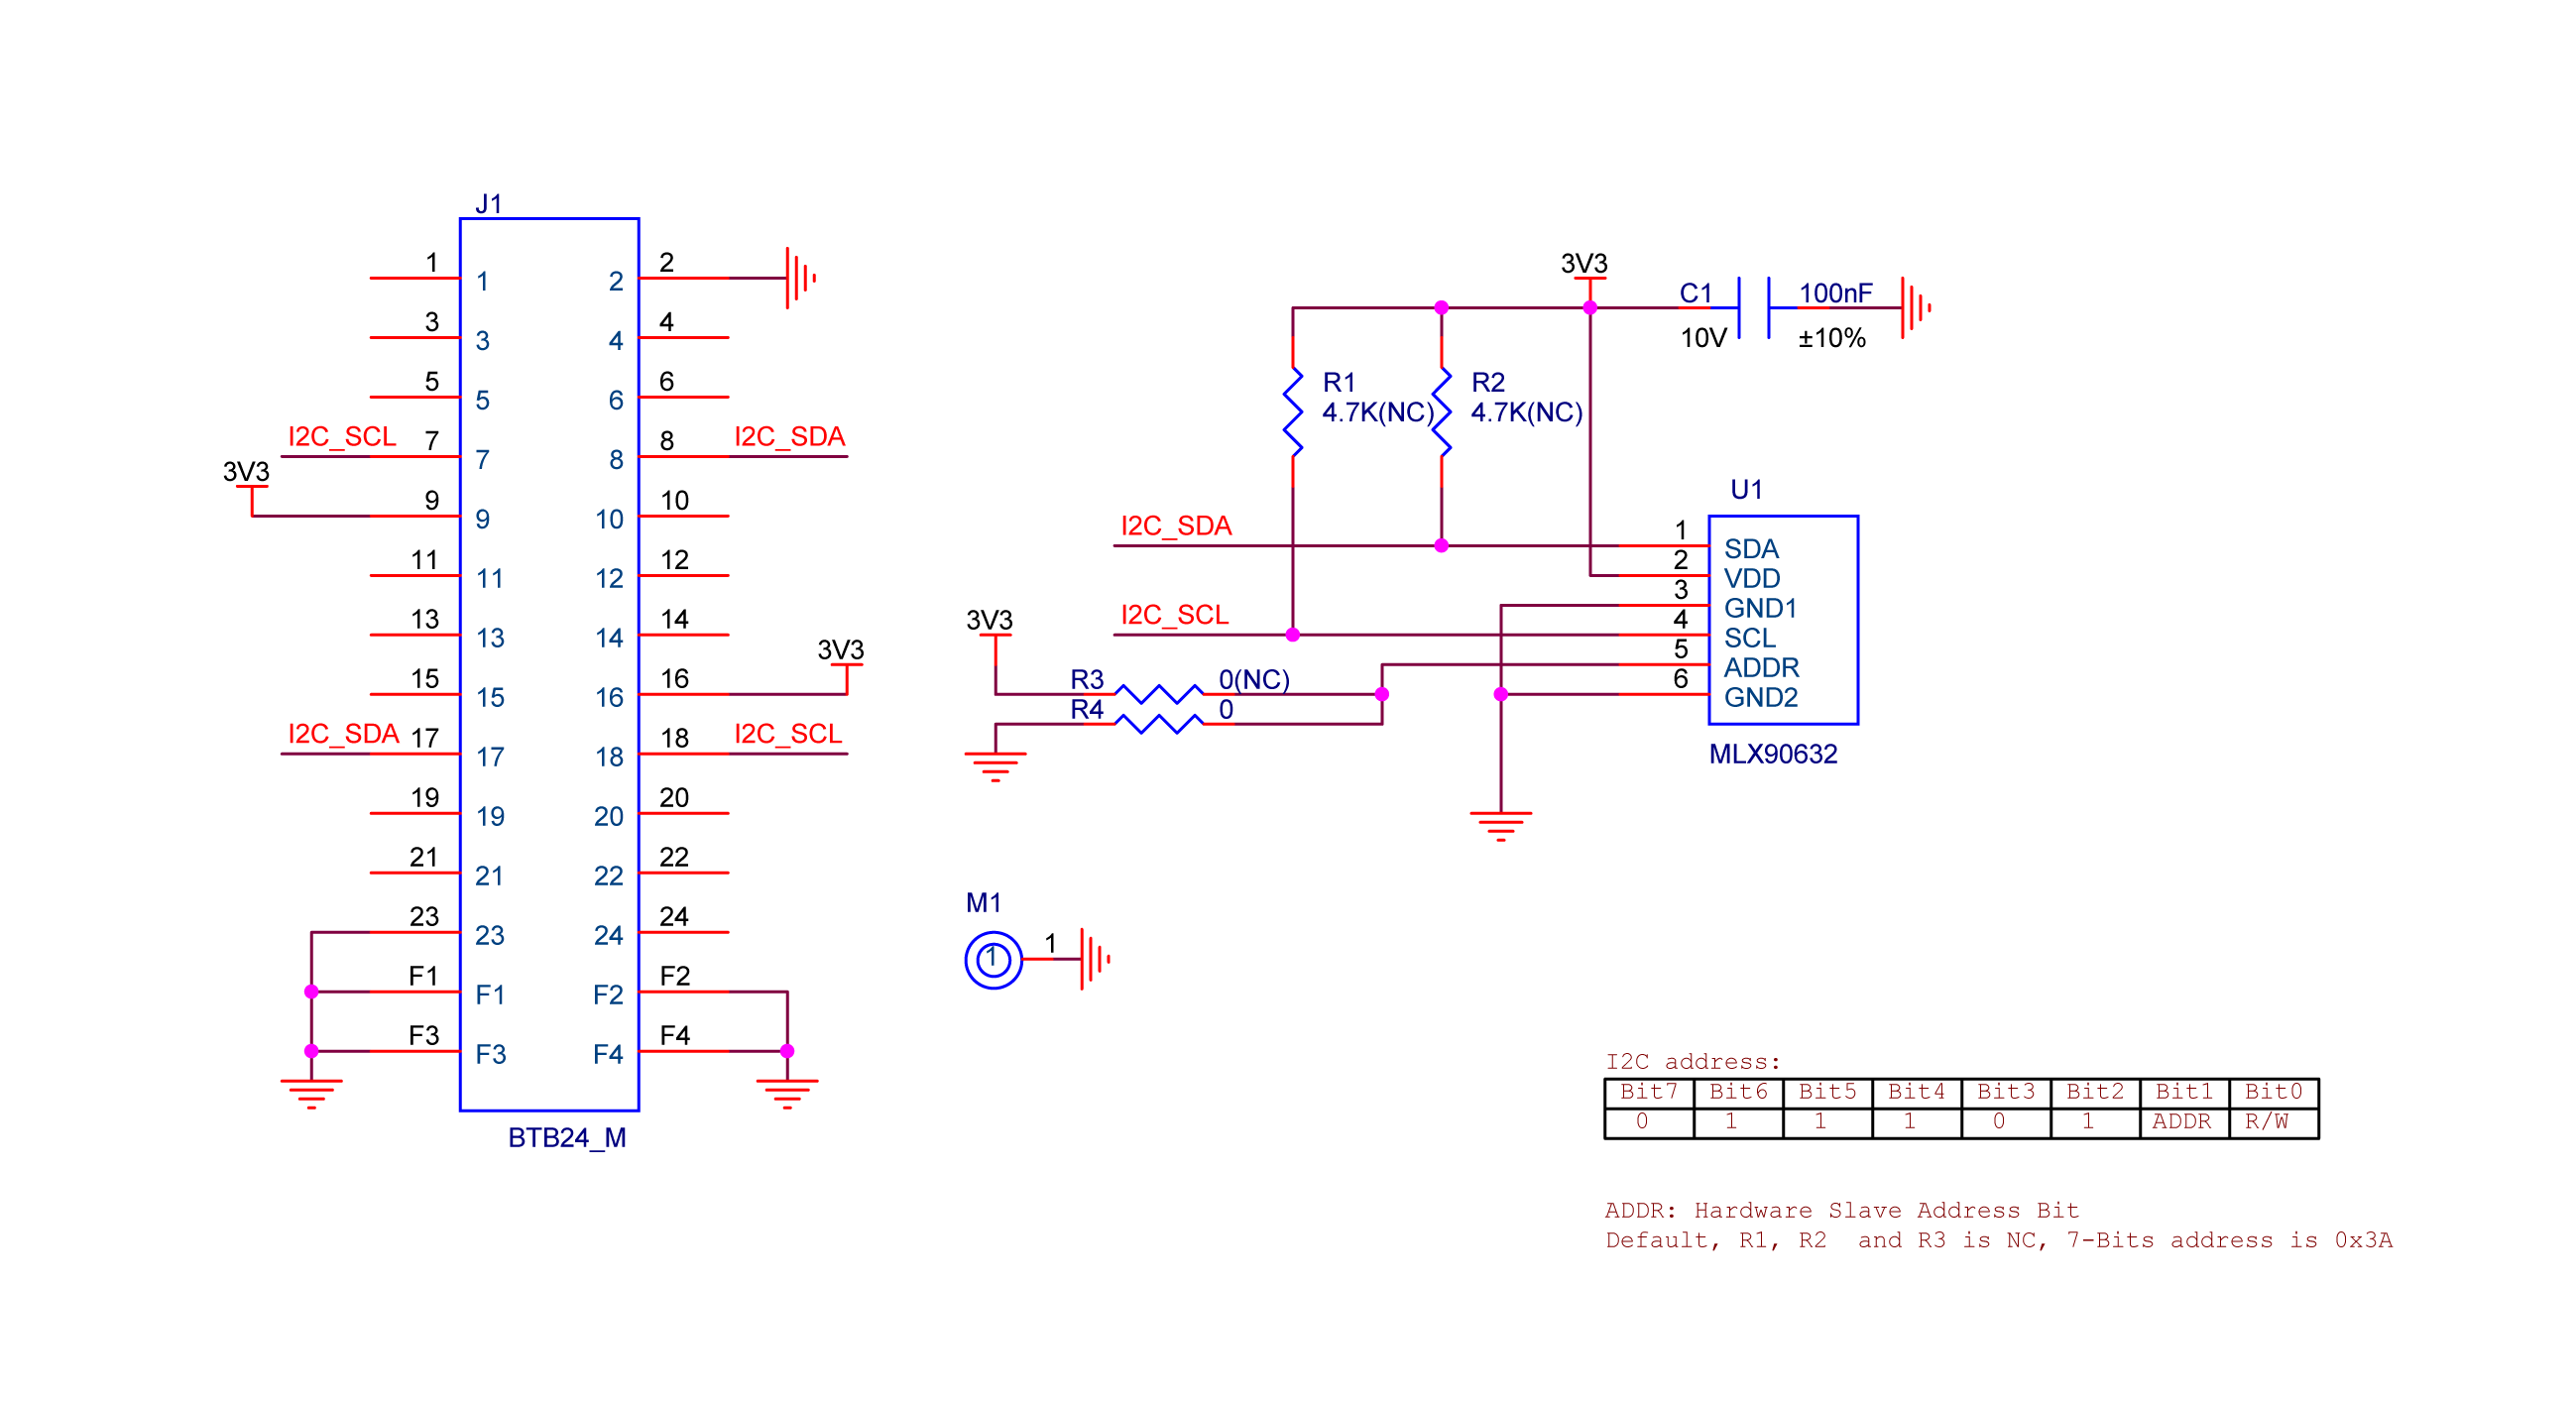 J1
1 1 2 2
3 3 4 4
5 5 6 6
I2C_SCL 7 7 8 8 I2C_SDA
3V3
9 9 10 10
11 11 12 12
13 13 14 14
3V3
15 15 16 16
I2C_SDA 17 17 18 18 I2C_SCL
19 19 20 20
21 21 22 22
23 23 24 24
F1 F1 F2 F2
F3 F3 F4 F4
BTB24_M
3V3
C1 100nF
10V ±10%
R1
4.7K(NC)
R2
4.7K(NC)
U1
I2C_SDA 1 SDA
2 VDD
3 GND1
I2C_SCL 4 SCL
5 ADDR
6 GND2
MLX90632
3V3
R3 0(NC)
R4 0
M1
1 1
I2C address:
Bit7 Bit6 Bit5 Bit4 Bit3 Bit2 Bit1 Bit0
0 1 1 1 0 1 ADDR R/W
ADDR: Hardware Slave Address Bit
Default, R1, R2 and R3 is NC, 7-Bits address is 0x3A